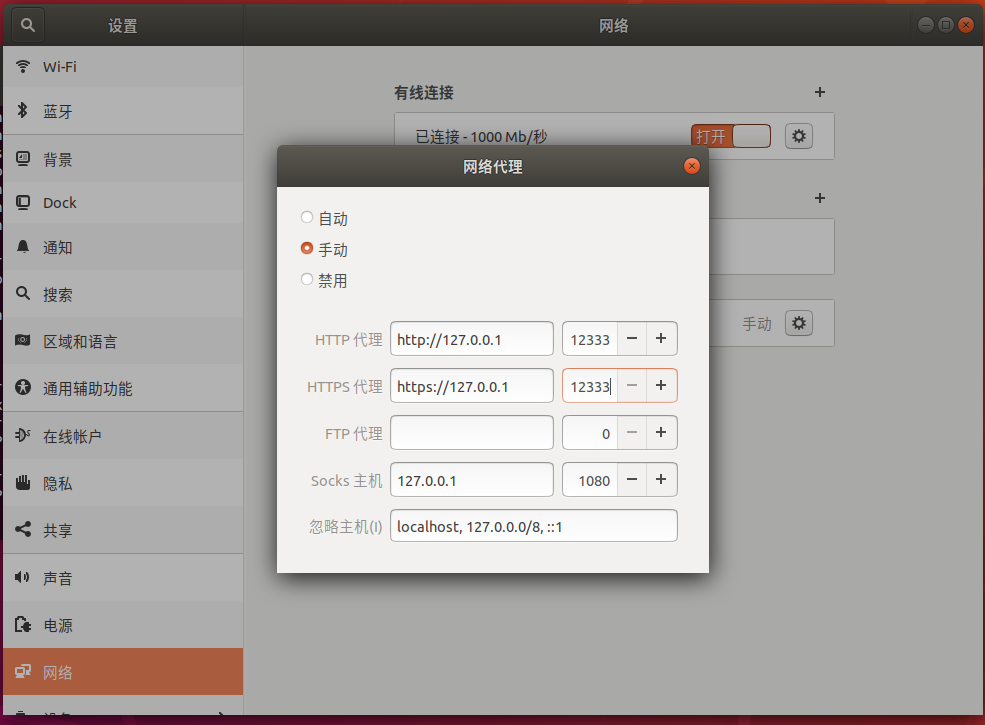 设置
网络
Wi-Fi
蓝牙
背景
Dock
通知
搜索
区域和语言
通用辅助功能
在线帐户
隐私
共享
声音
电源
网络
有线连接
已连接 - 1000 Mb/秒
打开
手动
网络代理
自动
手动
禁用
HTTP 代理 http://127.0.0.1 12333
HTTPS 代理 https://127.0.0.1 12333
FTP 代理 0
Socks 主机 127.0.0.1 1080
忽略主机(I) localhost, 127.0.0.0/8, ::1